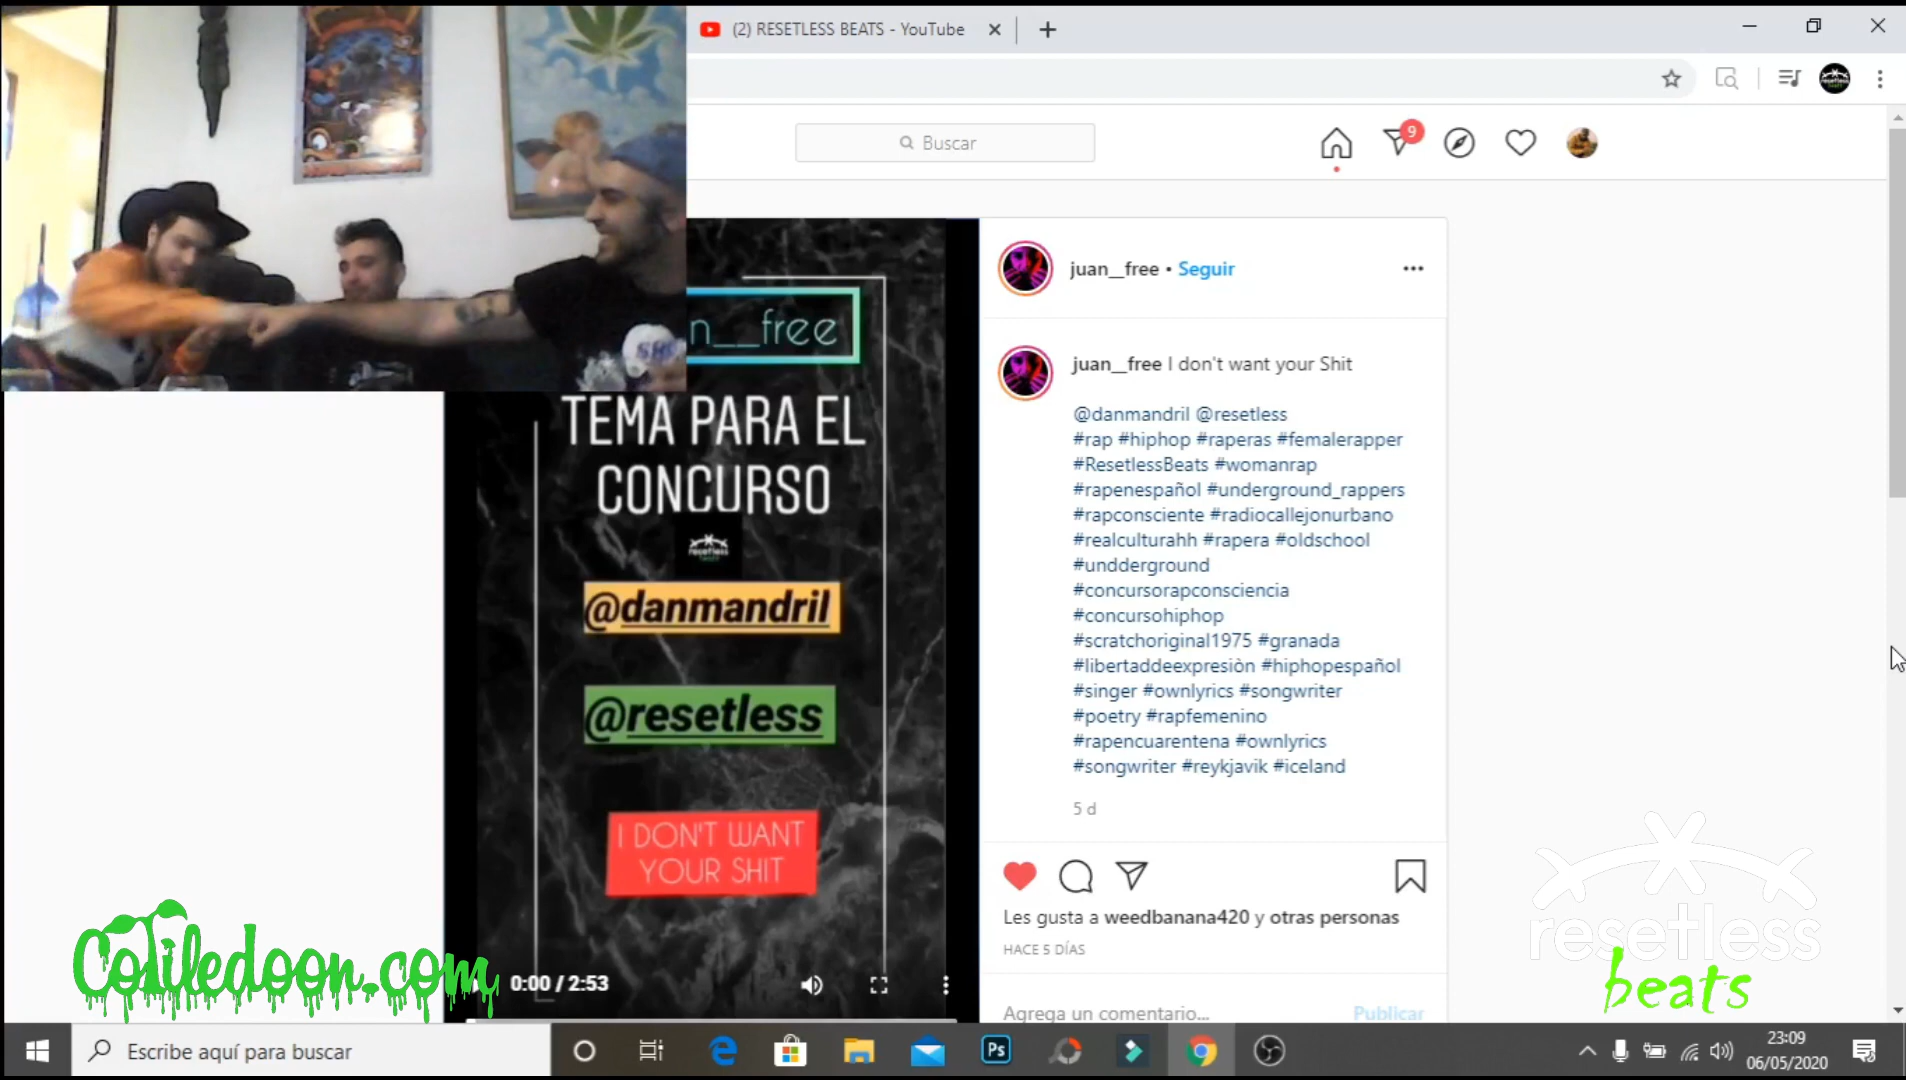 (2) RESETLESS BEATS - YouTube
Buscar
9
n__free
TEMA PARA EL
CONCURSO
resetless
beats
@danmandril
@resetless
I DON'T WANT
YOUR SHIT
0:00 / 2:53
juan__free • Seguir
juan__free I don't want your Shit
@danmandril @resetless
#rap #hiphop #raperas #femalerapper
#ResetlessBeats #womanrap
#rapenespañol #underground_rappers
#rapconsciente #radiocallejonurbano
#realculturahh #rapera #oldschool
#undderground
#concursorapconsciencia
#concursohiphop
#scratchoriginal1975 #granada
#libertaddeexpresiòn #hiphopespañol
#singer #ownlyrics #songwriter
#poetry #rapfemenino
#rapencuarentena #ownlyrics
#songwriter #reykjavik #iceland
5 d
Les gusta a weedbanana420 y otras personas
HACE 5 DÍAS
Agrega un comentario... Publicar
Cotiledoon.com
resetless
beats
Escribe aquí para buscar
Ps
23:09
06/05/2020